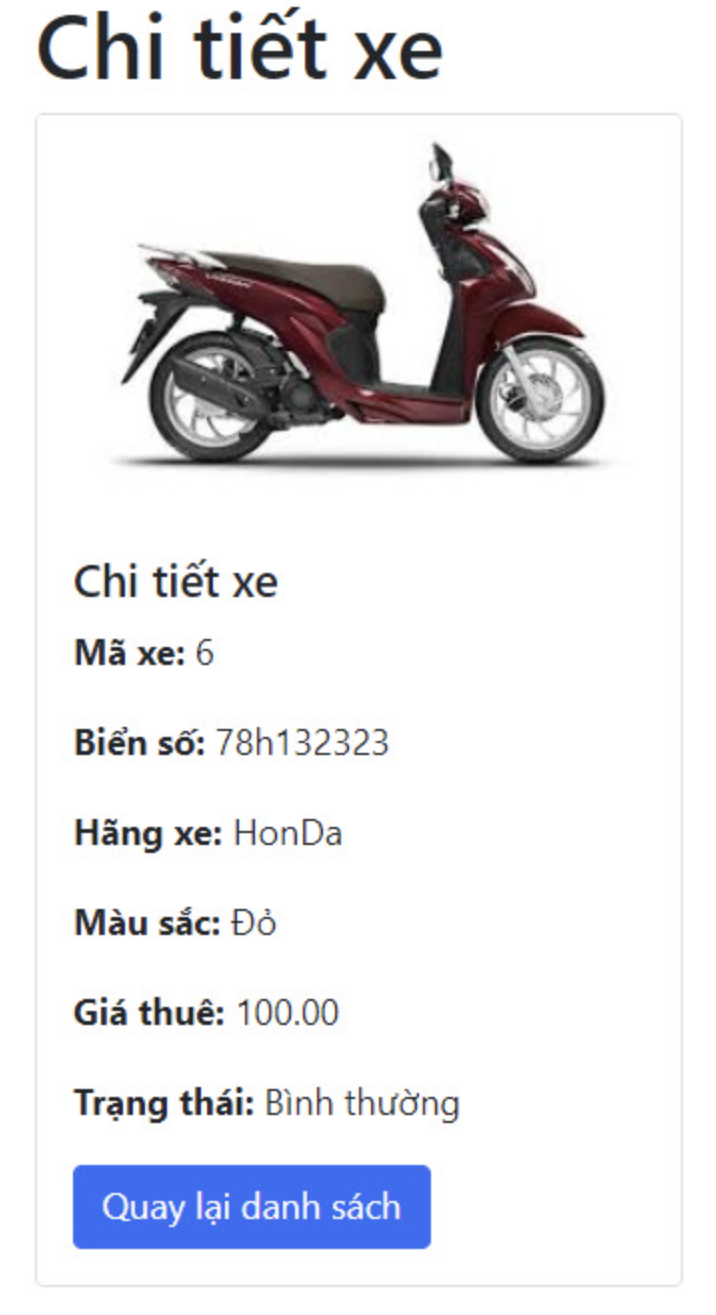 Chi tiết xe
Chi tiết xe
Mã xe: 6
Biển số: 78h132323
Hãng xe: HonDa
Màu sắc: Đỏ
Giá thuê: 100.00
Trạng thái: Bình thường
Quay lại danh sách